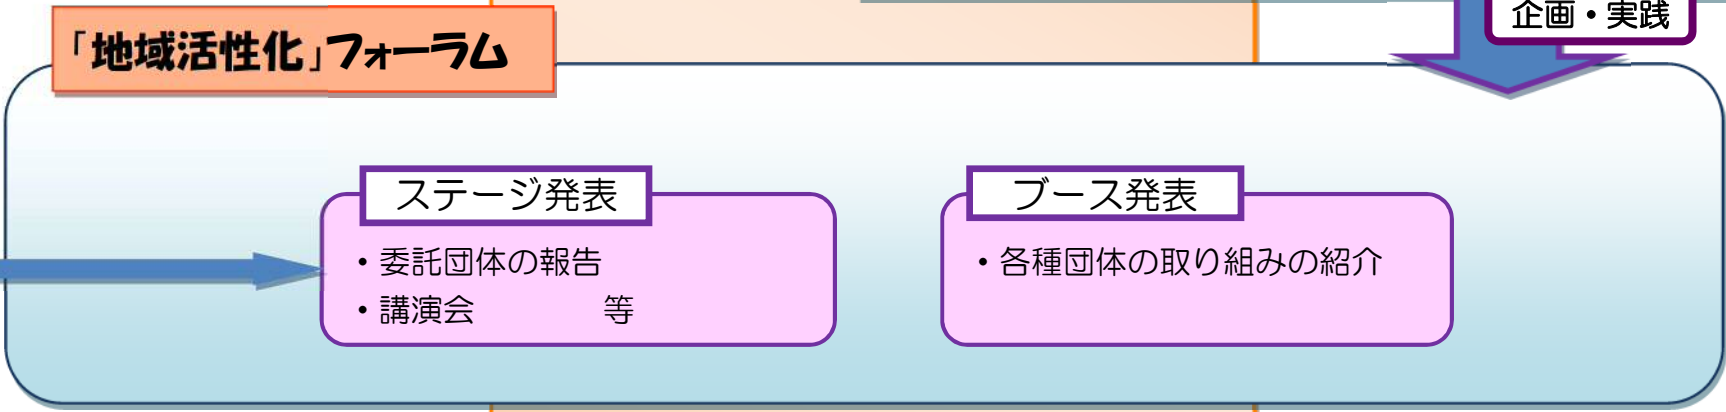 企画・実践
「地域活性化」フォーラム
ステージ発表
・委託団体の報告
・講演会　　　　等
ブース発表
・各種団体の取り組みの紹介